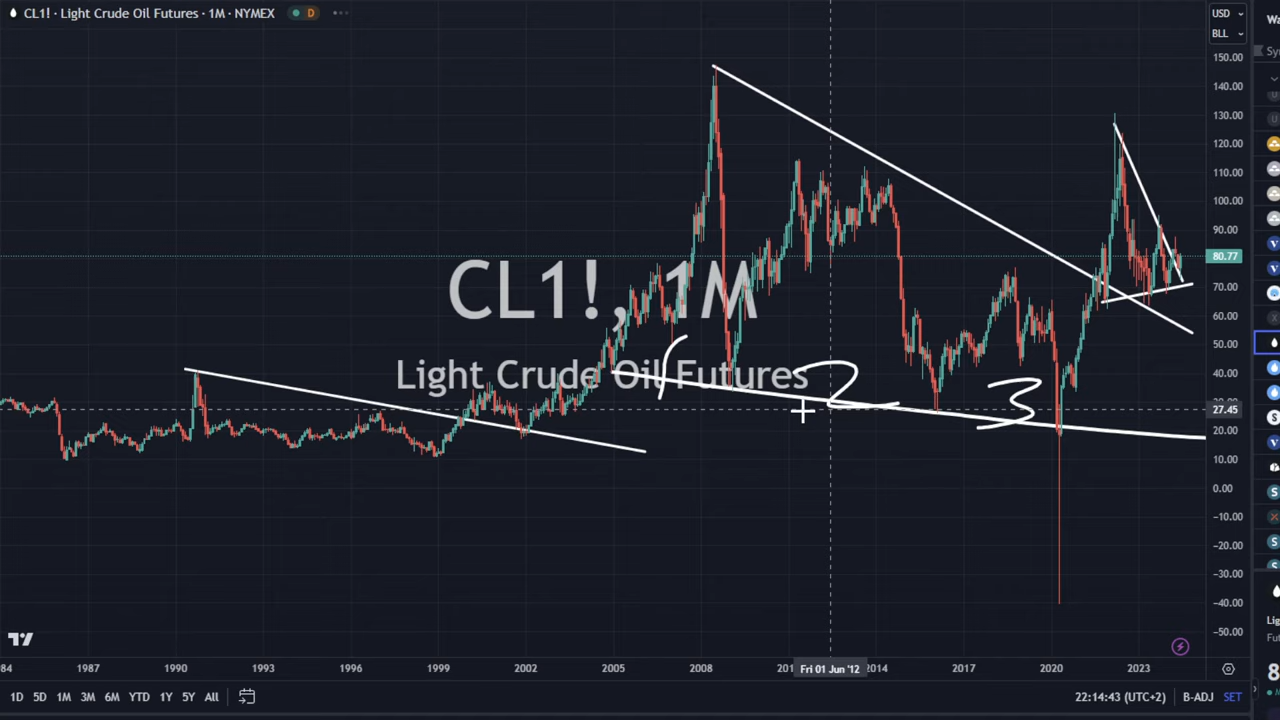 CL1! · Light Crude Oil Futures · 1M · NYMEX D
USD
BLL
150.00
140.00
130.00
120.00
110.00
100.00
90.00
80.77
70.00
60.00
50.00
40.00
27.45
20.00
10.00
0.00
−10.00
−20.00
−30.00
−40.00
−50.00
CL1!, 1M
Light Crude Oil Futures
1 2 3
84 1987 1990 1993 1996 1999 2002 2005 2008 Fri 01 Jun '12 2014 2017 2020 2023
1D 5D 1M 3M 6M YTD 1Y 5Y All 22:14:43 (UTC+2) B-ADJ SET